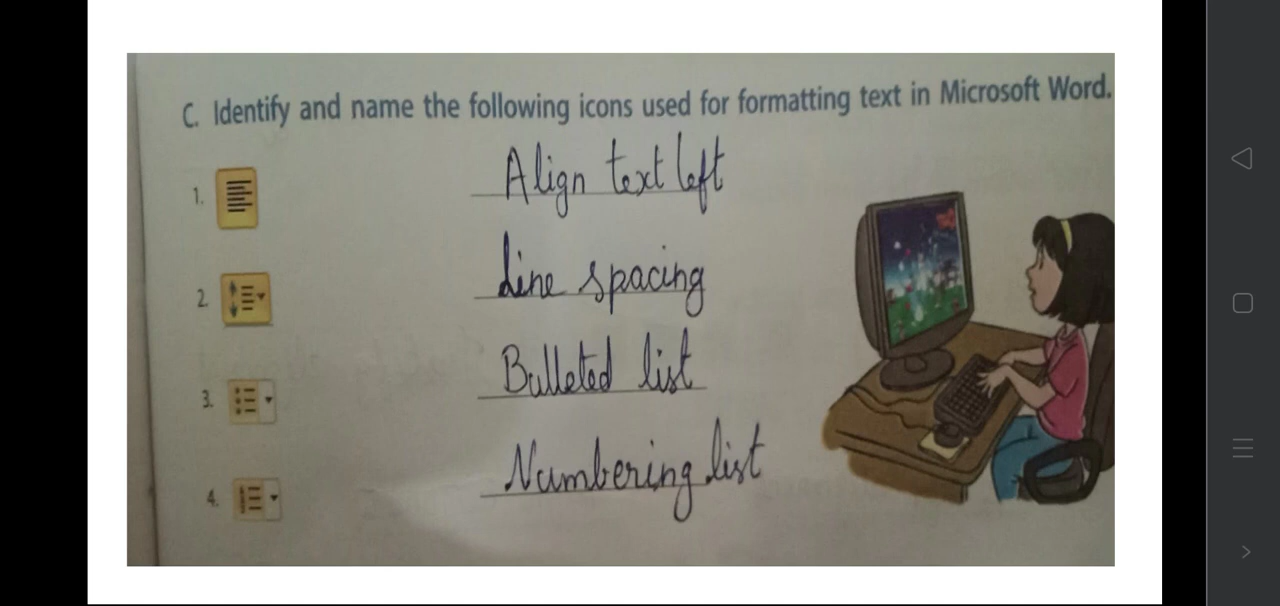 C. Identify and name the following icons used for formatting text in Microsoft Word.
1. Align text left
2. Line spacing
3. Bulleted list
4. Numbering list